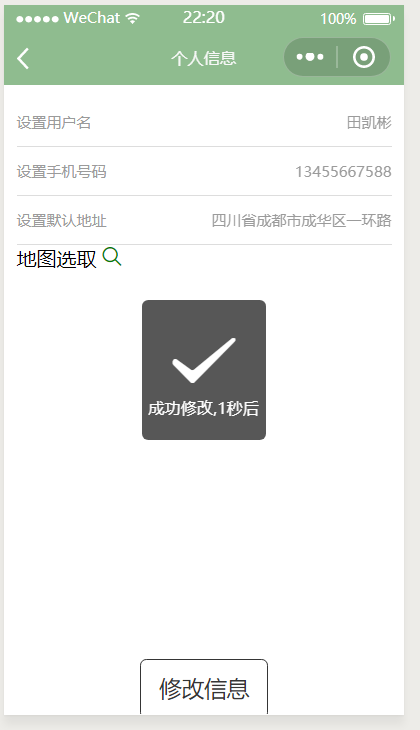 WeChat 22:20 100%
个人信息
设置用户名 田凯彬
设置手机号码 13455667588
设置默认地址 四川省成都市成华区一环路
地图选取
成功修改,1秒后
修改信息